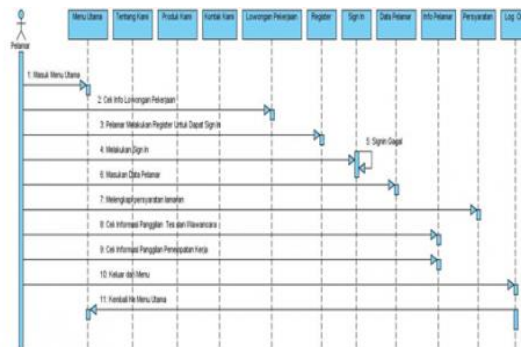 Menu Utama
Tentang Kami
Produk Kami
Kontak Kami
Lowongan Pekerjaan
Register
Sign In
Data Pelamar
Info Pelamar
Persyaratan
Log O
Pelamar
1: Masuk Menu Utama
2: Cek Info Lowongan Pekerjaan
3: Pelamar Melakukan Register Untuk Dapat Sign In
4: Melakukan Sign In
5: Signin Gagal
6: Masukan Data Pelamar
7: Melengkapi persyaratan lamaran
8: Cek Informasi Panggilan Tes dan Wawancara
9: Cek Informasi Panggilan Penempatan Kerja
10: Keluar dari Menu
11: Kembali Ke Menu Utama